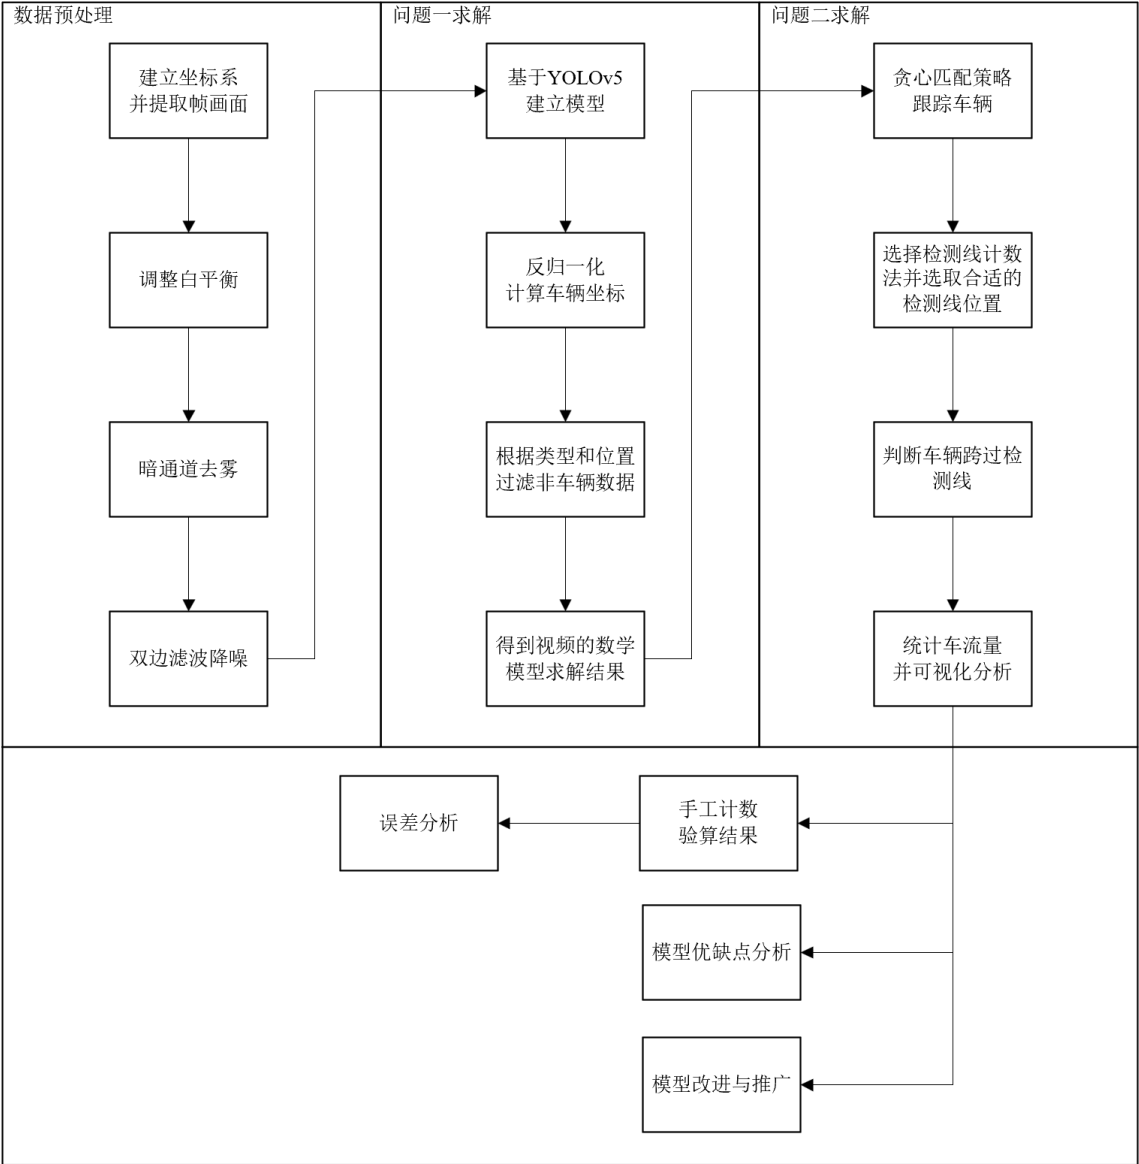 数据预处理
建立坐标系
并提取帧画面
调整白平衡
暗通道去雾
双边滤波降噪
问题一求解
基于YOLOv5
建立模型
反归一化
计算车辆坐标
根据类型和位置
过滤非车辆数据
得到视频的数学
模型求解结果
问题二求解
贪心匹配策略
跟踪车辆
选择检测线计数
法并选取合适的
检测线位置
判断车辆跨过检
测线
统计车流量
并可视化分析
误差分析
手工计数
验算结果
模型优缺点分析
模型改进与推广